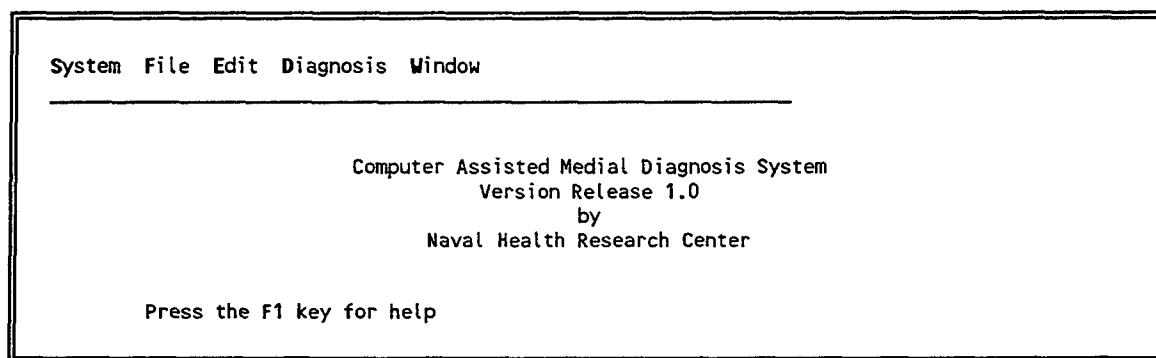 System File Edit Diagnosis Window
Computer Assisted Medial Diagnosis System
Version Release 1.0
by
Naval Health Research Center
Press the F1 key for help